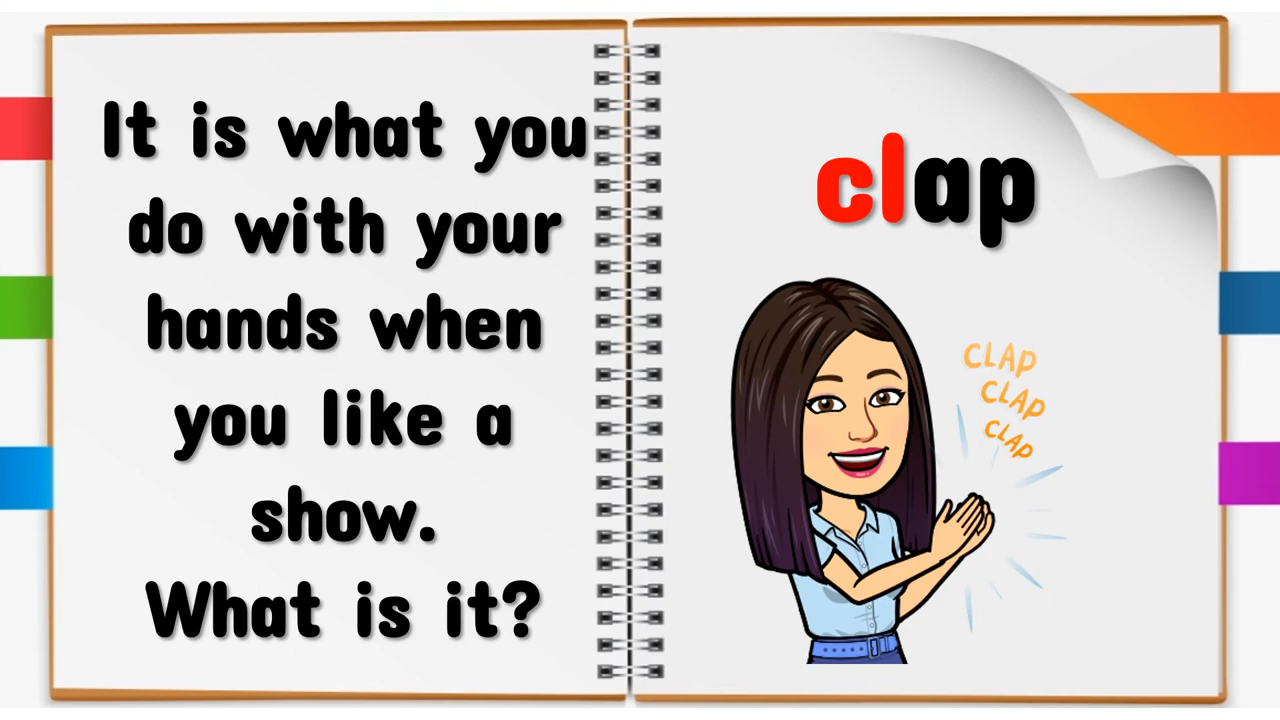 It is what you
do with your
hands when
you like a
show.
What is it?
clap
CLAP
CLAP
CLAP